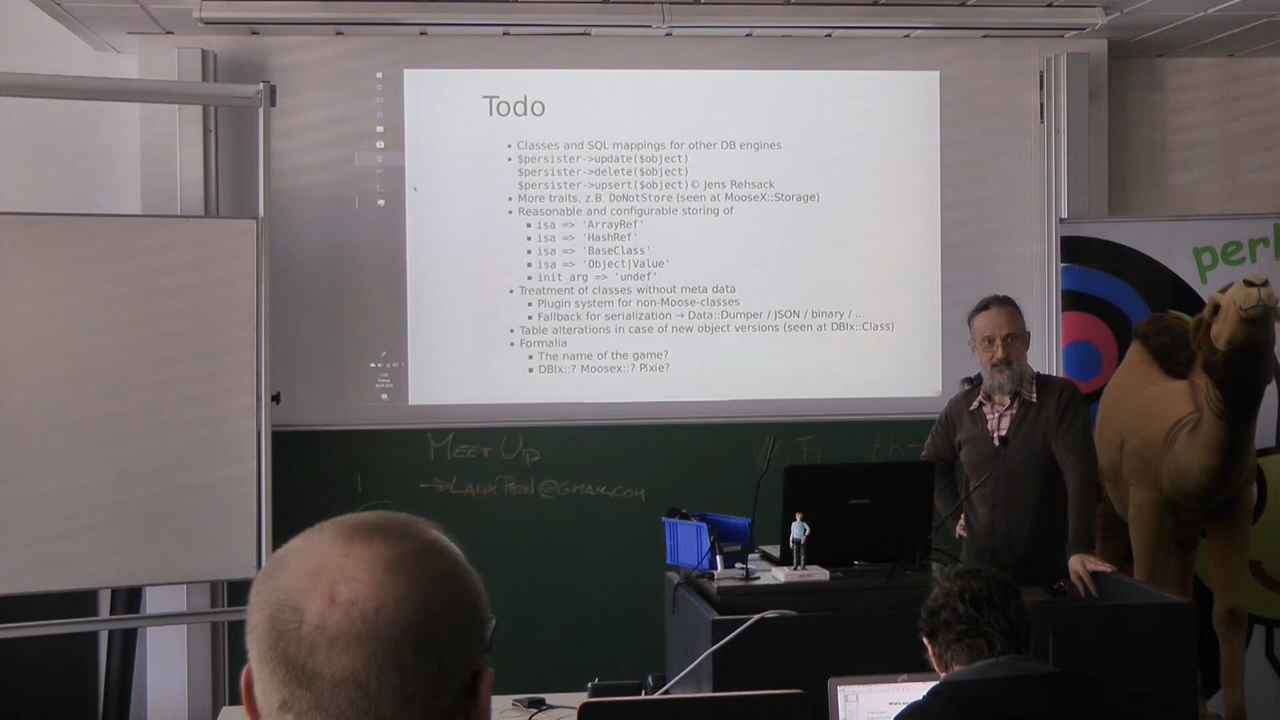 Todo
• Classes and SQL mappings for other DB engines
• $persister->update($object)
$persister->delete($object)
$persister->upsert($object)© Jens Rehsack
• More traits, z.B. DoNotStore (seen at MooseX::Storage)
• Reasonable and configurable storing of
▪ isa => 'ArrayRef'
▪ isa => 'HashRef'
▪ isa => 'BaseClass'
▪ isa => 'Object|Value'
▪ init_arg => 'undef'
• Treatment of classes without meta data
▪ Plugin system for non-Moose-classes
▪ Fallback for serialization → Data::Dumper / JSON / binary / ...
• Table alterations in case of new object versions (seen at DBIx::Class)
• Formalia
▪ The name of the game?
▪ DBIx::? Moosex::? Pixie?
perl
MEET UP